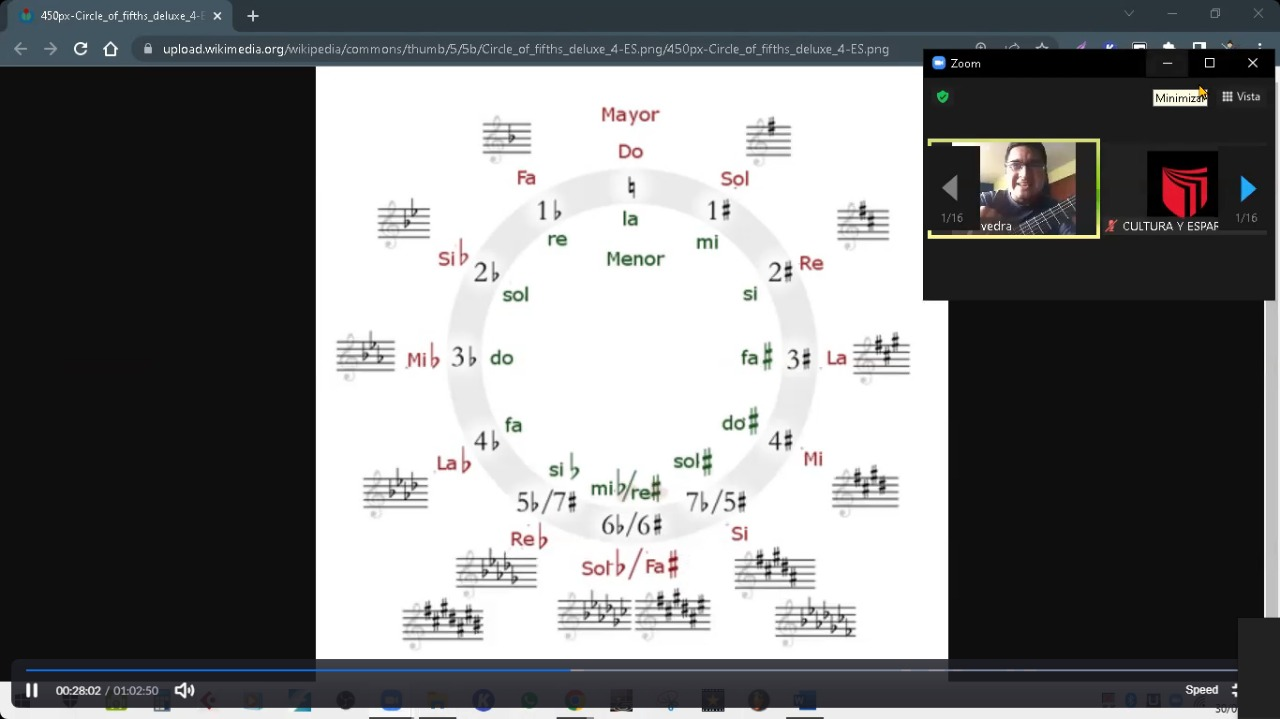 450px-Circle_of_fifths_deluxe_4-E
upload.wikimedia.org/wikipedia/commons/thumb/5/5b/Circle_of_fifths_deluxe_4-ES.png/450px-Circle_of_fifths_deluxe_4-ES.png
Zoom
Minimizar
Vista
1/16
vedra
CULTURA Y ESPAR
1/16
Mayor
Do
Fa
Sol
♮
1♭
1♯
la
re
mi
Menor
Si♭
Re
2♭
2♯
sol
si
Mi♭
3♭
do
fa♯
3♯
La
fa
do♯
4♭
4♯
La♭
Mi
si♭
sol♯
mi♭/re♯
5♭/7♯
7♭/5♯
6♭/6♯
Re♭
Si
Sol♭/Fa♯
00:28:02 / 01:02:50
Speed